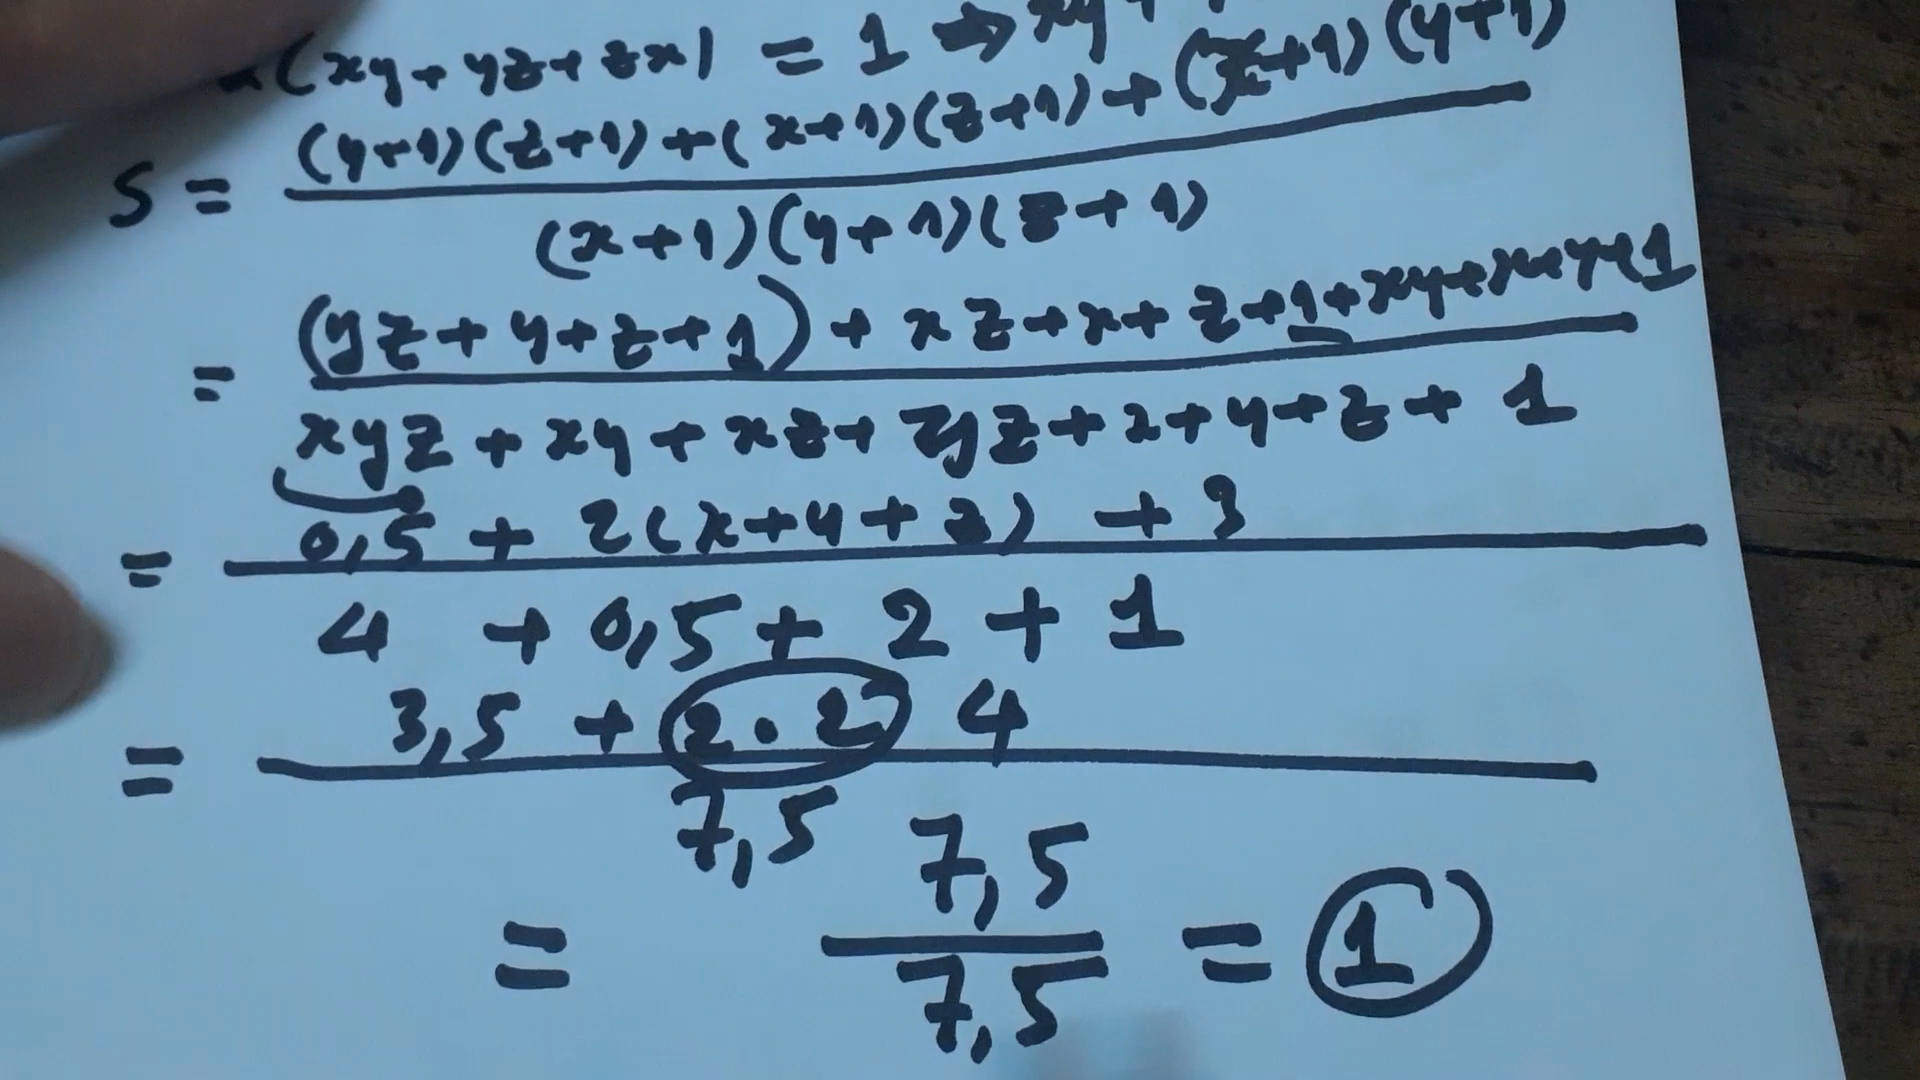 (xy+yz+zx) = 1 ⇒ xy +
S = (y+1)(z+1)+(x+1)(z+1)+(x+1)(y+1)
(x+1)(y+1)(z+1)
= (yz+y+z+1)+xz+x+z+1+xy+x+y+1
xyz+xy+xz+yz+x+y+z+1
= 0,5 + 2(x+y+z) + 3
4 + 0,5 + 2 + 1
= 3,5 + 2.2 4
7,5
= 7,5 = 1
7,5